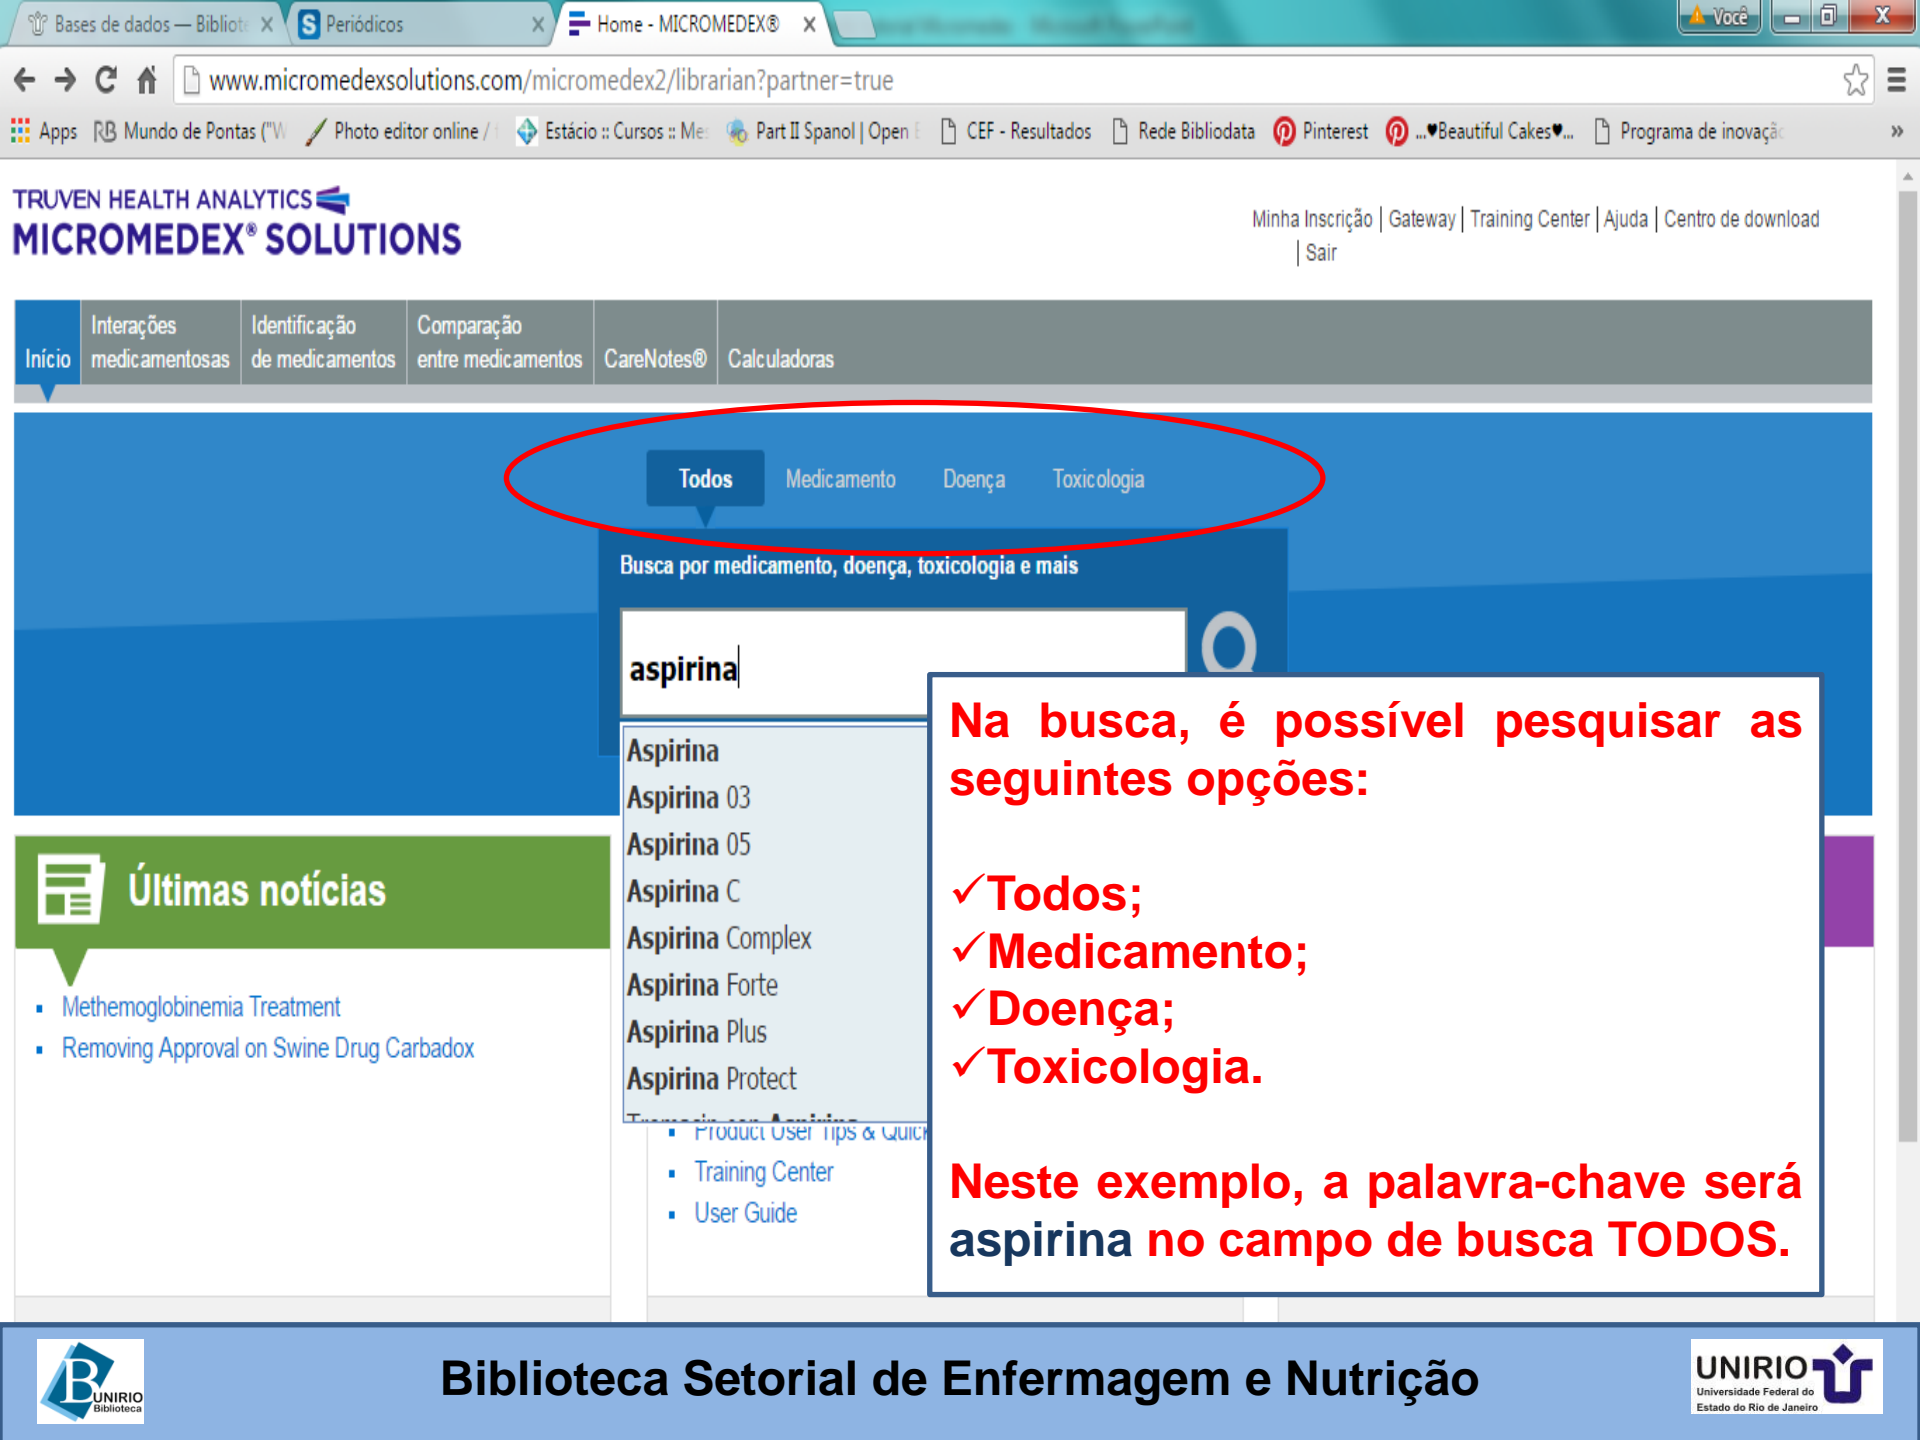 Bases de dados — Bibliote
Periódicos
Home - MICROMEDEX®
Você
www.micromedexsolutions.com/micromedex2/librarian?partner=true
Apps
Mundo de Pontas ("W
Photo editor online /
Estácio :: Cursos :: Me
Part II Spanol | Open
CEF - Resultados
Rede Bibliodata
Pinterest
...♥Beautiful Cakes♥...
Programa de inovaçã
»
TRUVEN HEALTH ANALYTICS
MICROMEDEX® SOLUTIONS
Minha Inscrição | Gateway | Training Center | Ajuda | Centro de download
| Sair
Início
Interações
medicamentosas
Identificação
de medicamentos
Comparação
entre medicamentos
CareNotes®
Calculadoras
Todos
Medicamento
Doença
Toxicologia
Busca por medicamento, doença, toxicologia e mais
aspirina
Aspirina
Aspirina 03
Aspirina 05
Aspirina C
Aspirina Complex
Aspirina Forte
Aspirina Plus
Aspirina Protect
Últimas notícias
Methemoglobinemia Treatment
Removing Approval on Swine Drug Carbadox
Product User Tips & Quick
Training Center
User Guide
Na busca, é possível pesquisar as
seguintes opções:
✓Todos;
✓Medicamento;
✓Doença;
✓Toxicologia.
Neste exemplo, a palavra-chave será
aspirina no campo de busca TODOS.
B
UNIRIO
Biblioteca
Biblioteca Setorial de Enfermagem e Nutrição
UNIRIO
Universidade Federal do
Estado do Rio de Janeiro